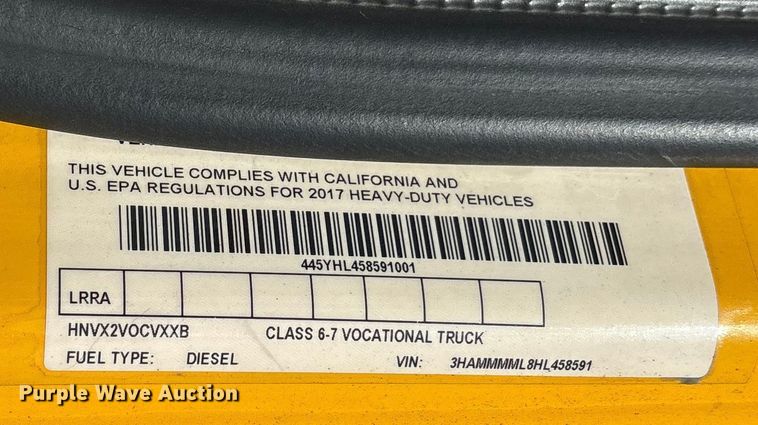 THIS VEHICLE COMPLIES WITH CALIFORNIA AND
U.S. EPA REGULATIONS FOR 2017 HEAVY-DUTY VEHICLES
445YHL458591001
LRRA
HNVX2VOCVXXB CLASS 6-7 VOCATIONAL TRUCK
FUEL TYPE: DIESEL VIN: 3HAMMMML8HL458591
Purple Wave Auction